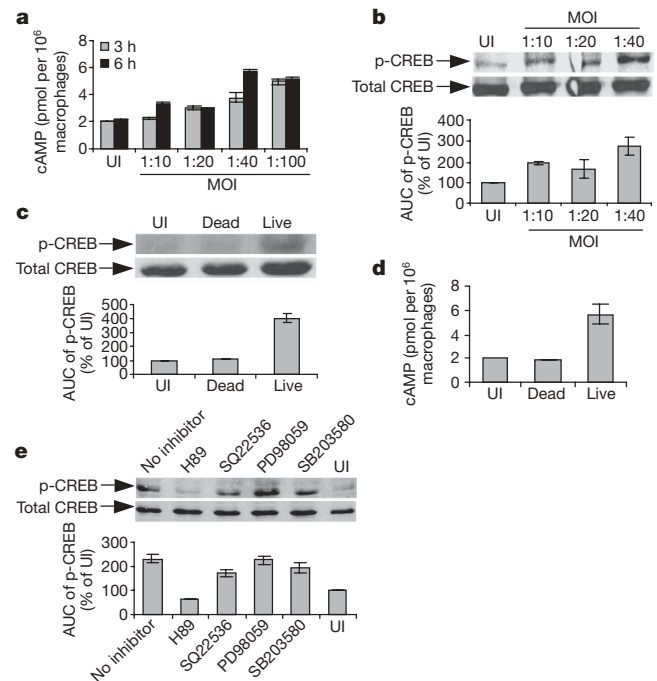 a
cAMP (pmol per 10⁶
macrophages)
8
6
4
2
0
3 h
6 h
UI 1:10 1:20 1:40 1:100
MOI
b
MOI
UI 1:10 1:20 1:40
p-CREB
Total CREB
AUC of p-CREB
(% of UI)
400
300
200
100
0
UI 1:10 1:20 1:40
MOI
c
UI Dead Live
p-CREB
Total CREB
AUC of p-CREB
(% of UI)
500
400
300
200
100
0
UI Dead Live
d
cAMP (pmol per 10⁶
macrophages)
8
6
4
2
0
UI Dead Live
e
No inhibitor H89 SQ22536 PD98059 SB203580 UI
p-CREB
Total CREB
AUC of p-CREB
(% of UI)
300
200
100
0
No inhibitor H89 SQ22536 PD98059 SB203580 UI